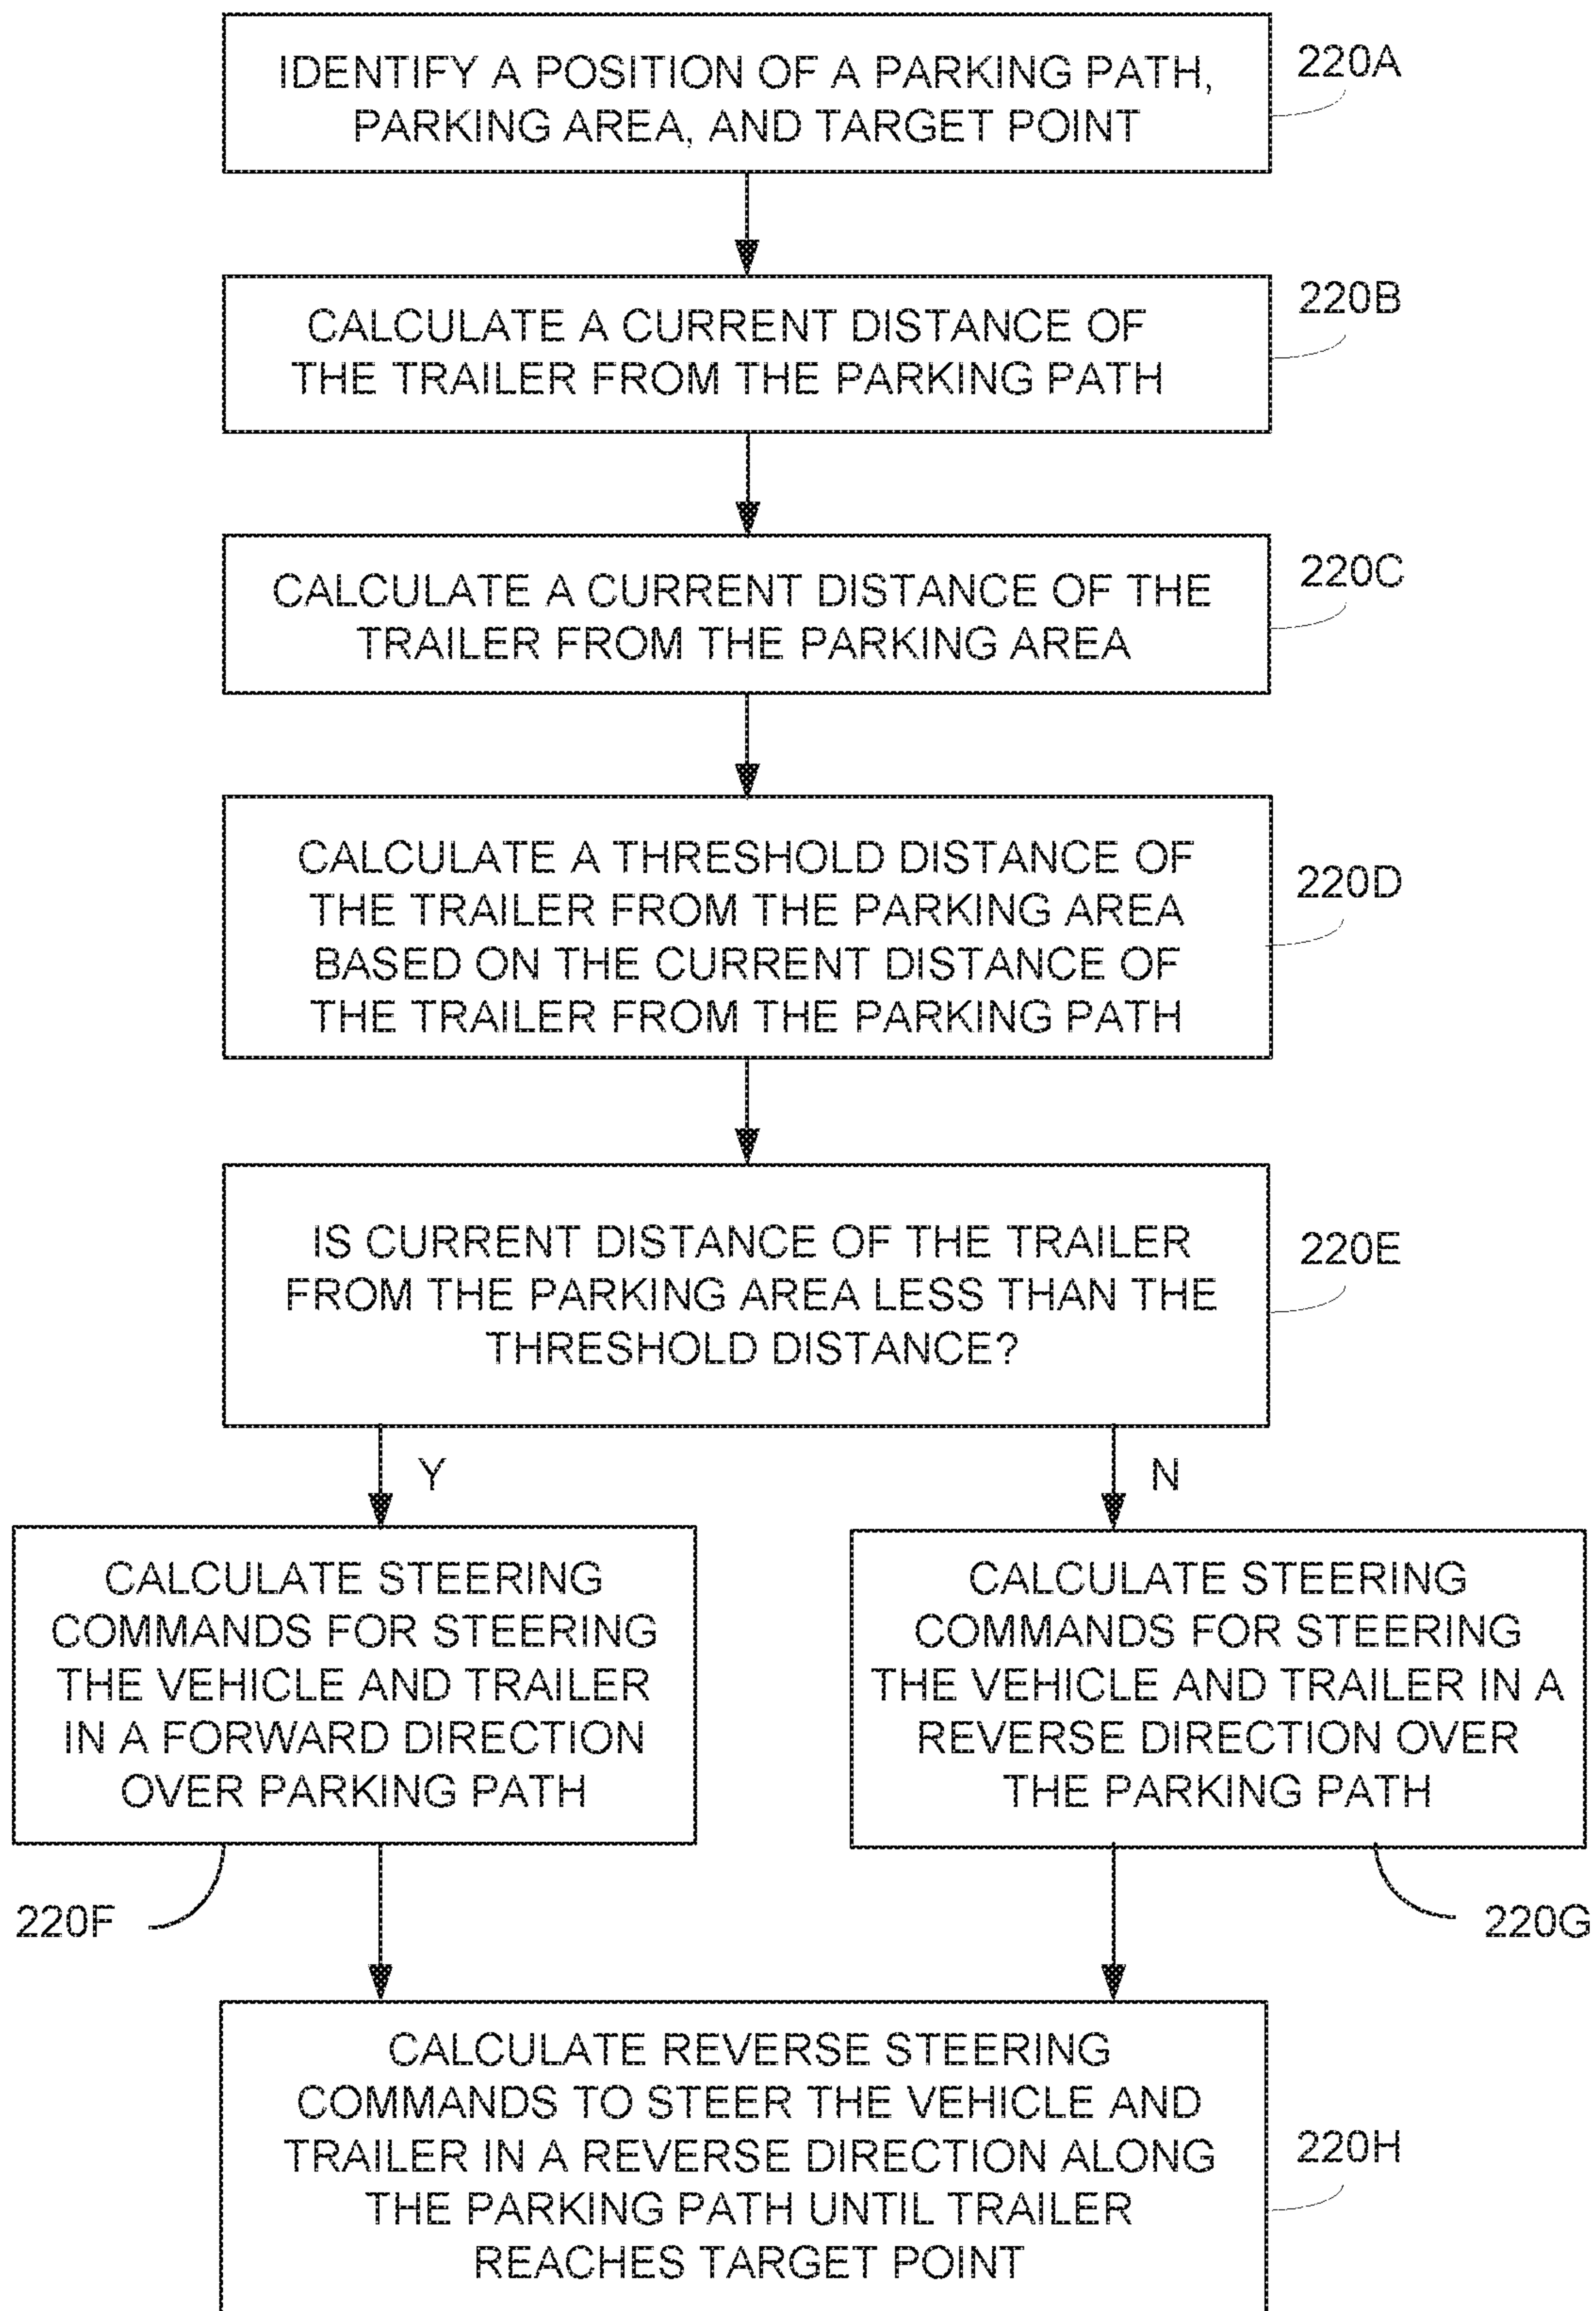 IDENTIFY A POSITION OF A PARKING PATH,
PARKING AREA, AND TARGET POINT
220A
CALCULATE A CURRENT DISTANCE OF
THE TRAILER FROM THE PARKING PATH
220B
CALCULATE A CURRENT DISTANCE OF THE
TRAILER FROM THE PARKING AREA
220C
CALCULATE A THRESHOLD DISTANCE OF
THE TRAILER FROM THE PARKING AREA
BASED ON THE CURRENT DISTANCE OF
THE TRAILER FROM THE PARKING PATH
220D
IS CURRENT DISTANCE OF THE TRAILER
FROM THE PARKING AREA LESS THAN THE
THRESHOLD DISTANCE?
220E
Y
N
CALCULATE STEERING
COMMANDS FOR STEERING
THE VEHICLE AND TRAILER
IN A FORWARD DIRECTION
OVER PARKING PATH
220F
CALCULATE STEERING
COMMANDS FOR STEERING
THE VEHICLE AND TRAILER IN A
REVERSE DIRECTION OVER
THE PARKING PATH
220G
CALCULATE REVERSE STEERING
COMMANDS TO STEER THE VEHICLE AND
TRAILER IN A REVERSE DIRECTION ALONG
THE PARKING PATH UNTIL TRAILER
REACHES TARGET POINT
220H